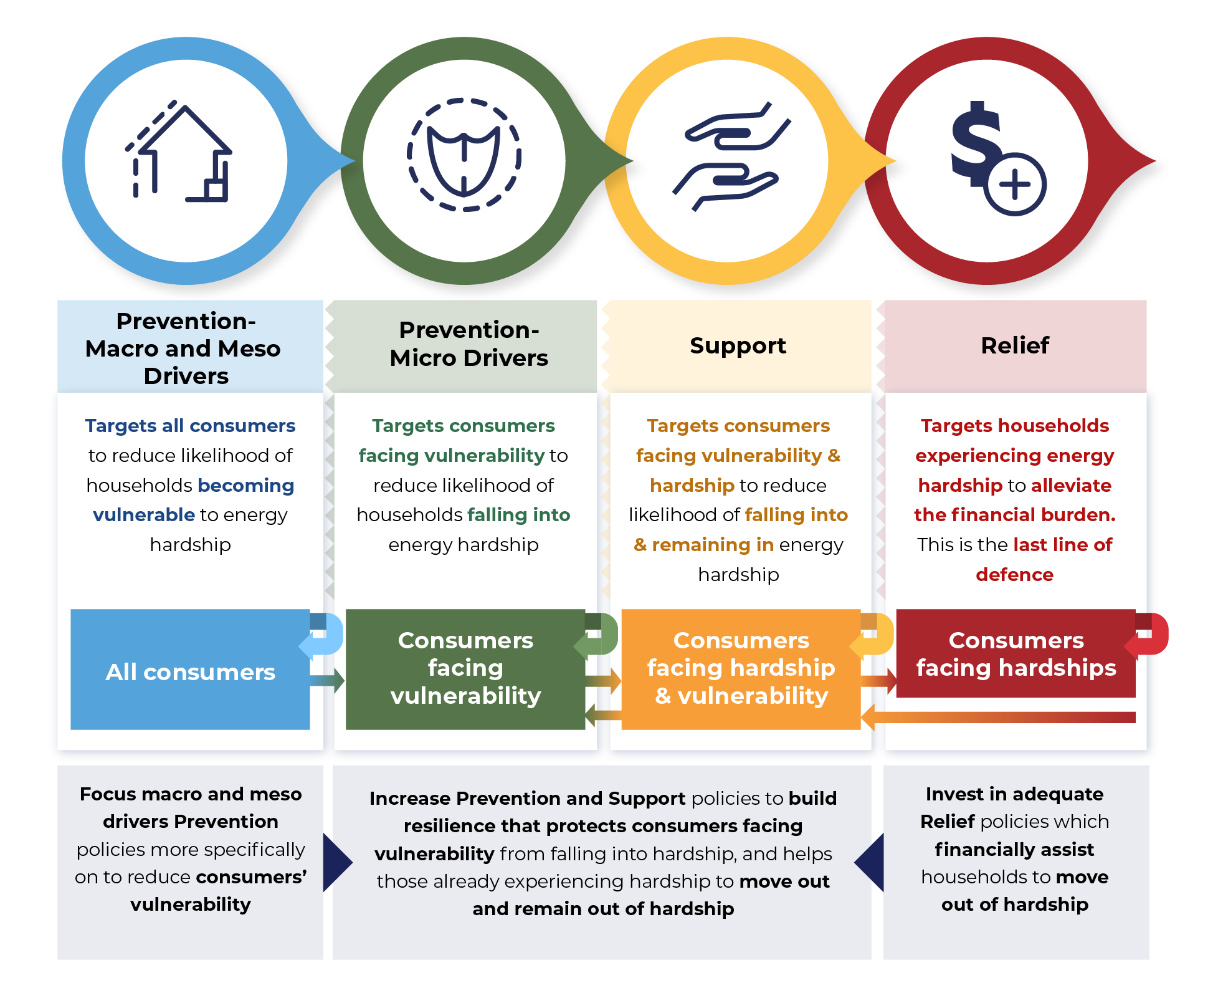 Prevention-
Macro and Meso
Drivers
Prevention-
Micro Drivers
Support
Relief
Targets all consumers
to reduce likelihood of
households becoming
vulnerable to energy
hardship
Targets consumers
facing vulnerability to
reduce likelihood of
households falling into
energy hardship
Targets consumers
facing vulnerability &
hardship to reduce
likelihood of falling into
& remaining in energy
hardship
Targets households
experiencing energy
hardship to alleviate
the financial burden.
This is the last line of
defence
All consumers
Consumers
facing
vulnerability
Consumers
facing hardship
& vulnerability
Consumers
facing hardships
Focus macro and meso
drivers Prevention
policies more specifically
on to reduce consumers’
vulnerability
Increase Prevention and Support policies to build
resilience that protects consumers facing
vulnerability from falling into hardship, and helps
those already experiencing hardship to move out
and remain out of hardship
Invest in adequate
Relief policies which
financially assist
households to move
out of hardship